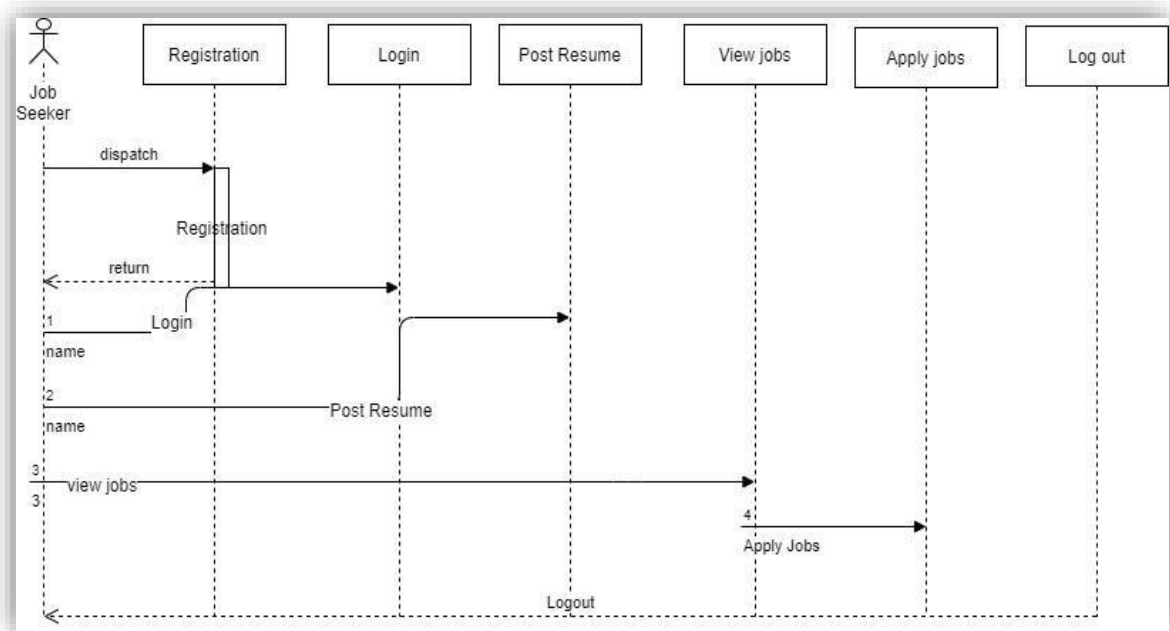 Registration
Login
Post Resume
View jobs
Apply jobs
Log out
Job
Seeker
dispatch
Registration
return
1
Login
name
2
Post Resume
name
3
view jobs
3
4
Apply Jobs
Logout